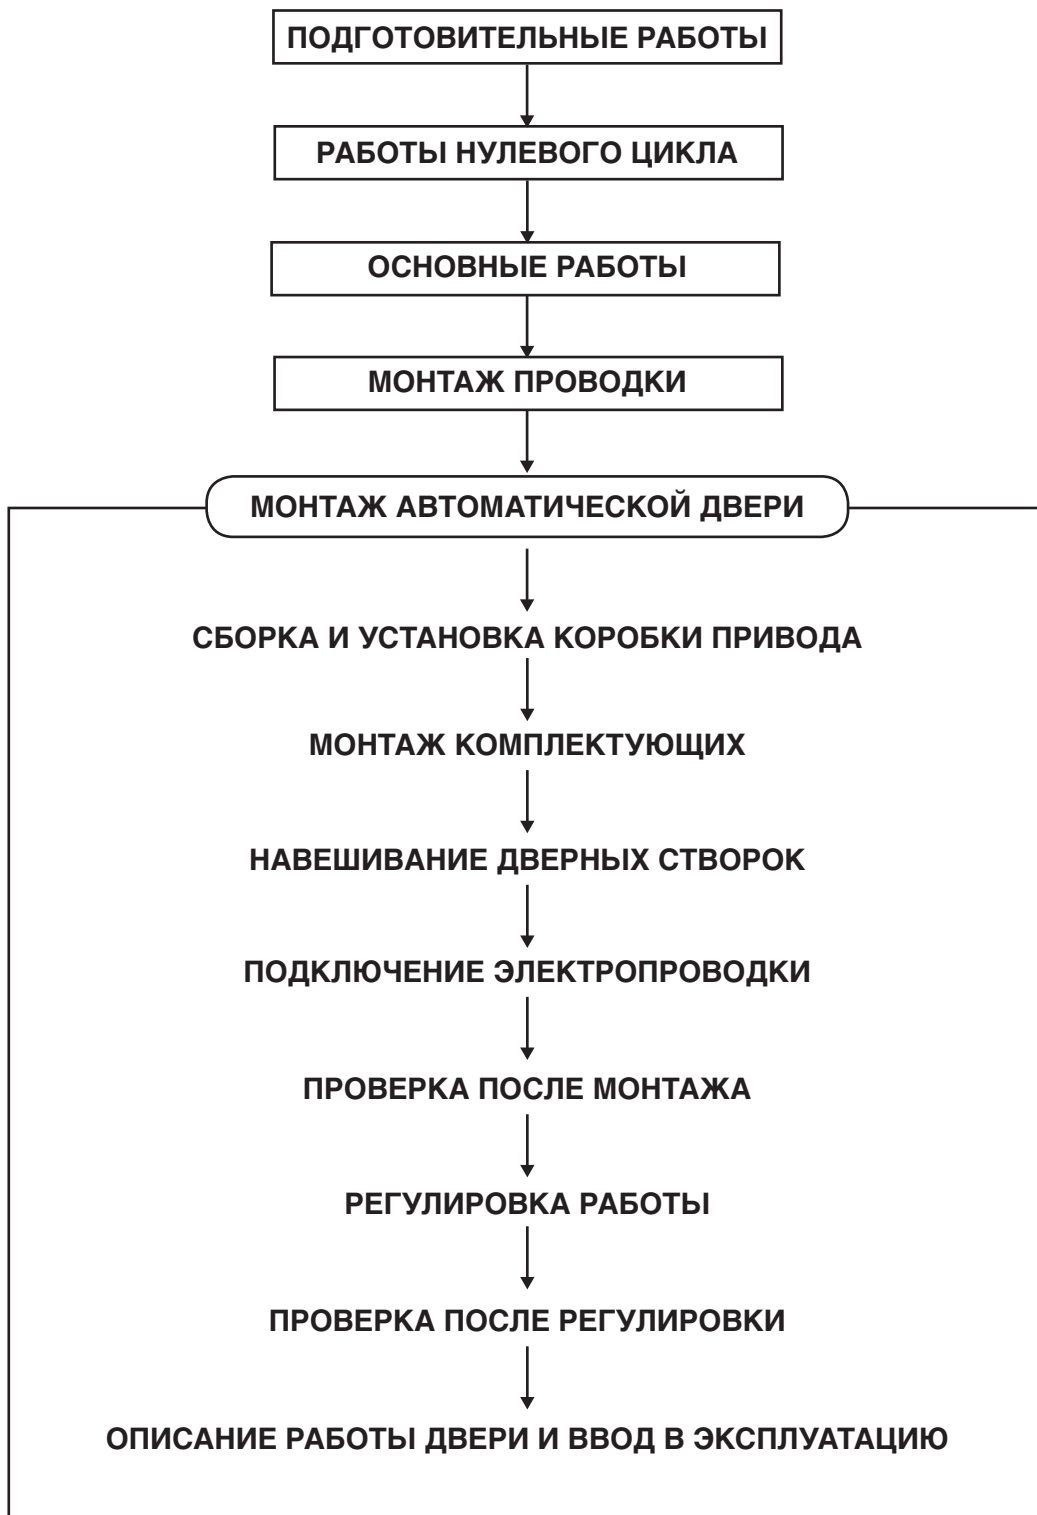 ПОДГОТОВИТЕЛЬНЫЕ РАБОТЫ
РАБОТЫ НУЛЕВОГО ЦИКЛА
ОСНОВНЫЕ РАБОТЫ
МОНТАЖ ПРОВОДКИ
МОНТАЖ АВТОМАТИЧЕСКОЙ ДВЕРИ
СБОРКА И УСТАНОВКА КОРОБКИ ПРИВОДА
МОНТАЖ КОМПЛЕКТУЮЩИХ
НАВЕШИВАНИЕ ДВЕРНЫХ СТВОРОК
ПОДКЛЮЧЕНИЕ ЭЛЕКТРОПРОВОДКИ
ПРОВЕРКА ПОСЛЕ МОНТАЖА
РЕГУЛИРОВКА РАБОТЫ
ПРОВЕРКА ПОСЛЕ РЕГУЛИРОВКИ
ОПИСАНИЕ РАБОТЫ ДВЕРИ И ВВОД В ЭКСПЛУАТАЦИЮ